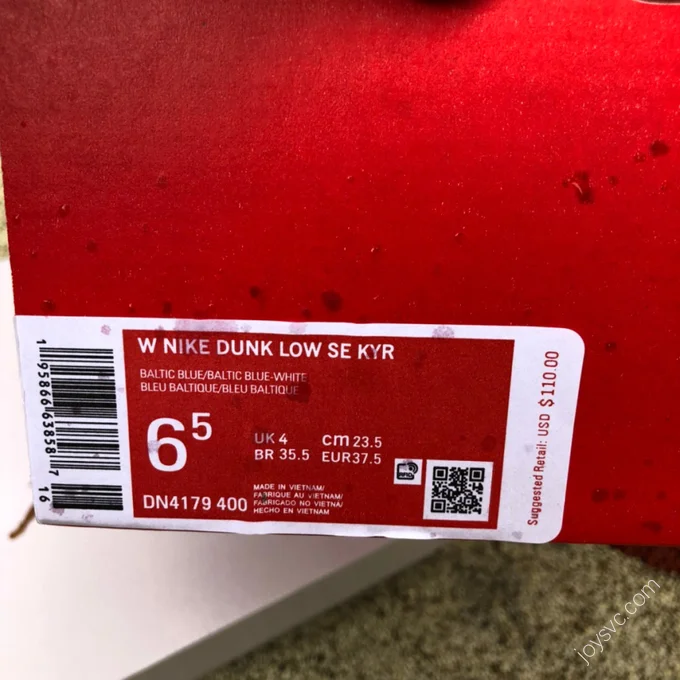 W NIKE DUNK LOW SE KYR
BALTIC BLUE/BALTIC BLUE-WHITE
BLEU BALTIQUE/BLEU BALTIQUE
6⁵
UK 4 cm 23.5
BR 35.5 EUR 37.5
DN4179 400
MADE IN VIETNAM/
FABRIQUE AU VIETNAM/
FABRICADO NO VIETNA/
HECHO EN VIETNAM
1 95866 63858 7 16
Suggested Retail: USD $110.00
joysvc.com